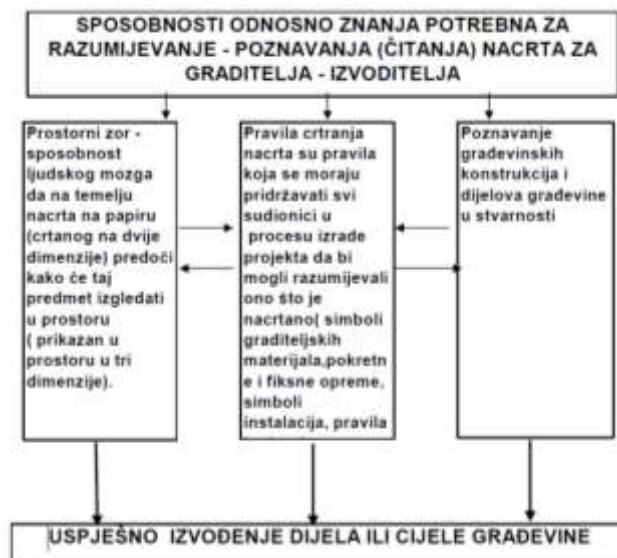 SPOSOBNOSTI ODNOSNO ZNANJA POTREBNA ZA
RAZUMIJEVANJE - POZNAVANJA (ČITANJA) NACRTA ZA
GRADITELJA - IZVODITELJA
Prostorni zor -
sposobnost
ljudskog mozga
da na temelju
nacrta na papiru
(crtanog na dvije
dimenzije) predoči
kako će taj
predmet izgledati
u prostoru
( prikazan u
prostoru u tri
dimenzije).
Pravila crtranja
nacrta su pravila
koja se moraju
pridržavati svi
sudionici u
procesu izrade
projekta da bi
mogli razumijevali
ono što je
nacrtano( simboli
graditeljskih
materijala,pokretn
e i fiksne opreme,
simboli
instalacija, pravila
Poznavanje
građevinskih
konstrukcija i
dijelova građevine
u stvarnosti
USPJEŠNO IZVOĐENJE DIJELA ILI CIJELE GRAĐEVINE